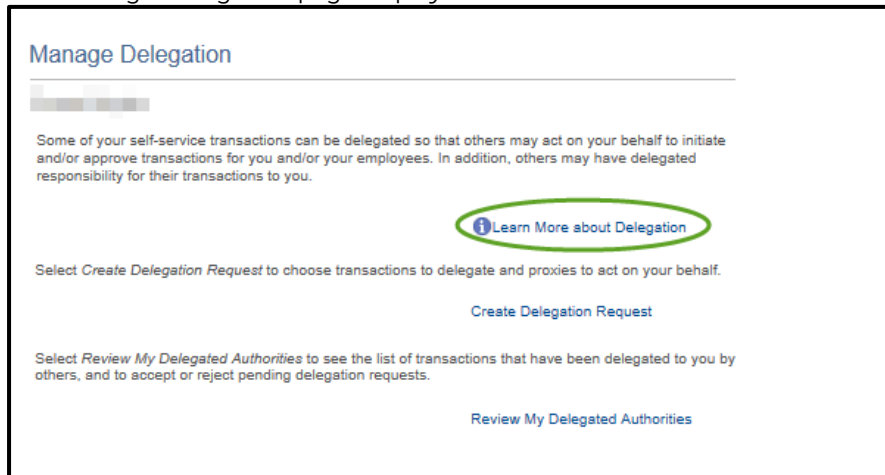 Manage Delegation
Some of your self-service transactions can be delegated so that others may act on your behalf to initiate
and/or approve transactions for you and/or your employees. In addition, others may have delegated
responsibility for their transactions to you.
Learn More about Delegation
Select Create Delegation Request to choose transactions to delegate and proxies to act on your behalf.
Create Delegation Request
Select Review My Delegated Authorities to see the list of transactions that have been delegated to you by
others, and to accept or reject pending delegation requests.
Review My Delegated Authorities